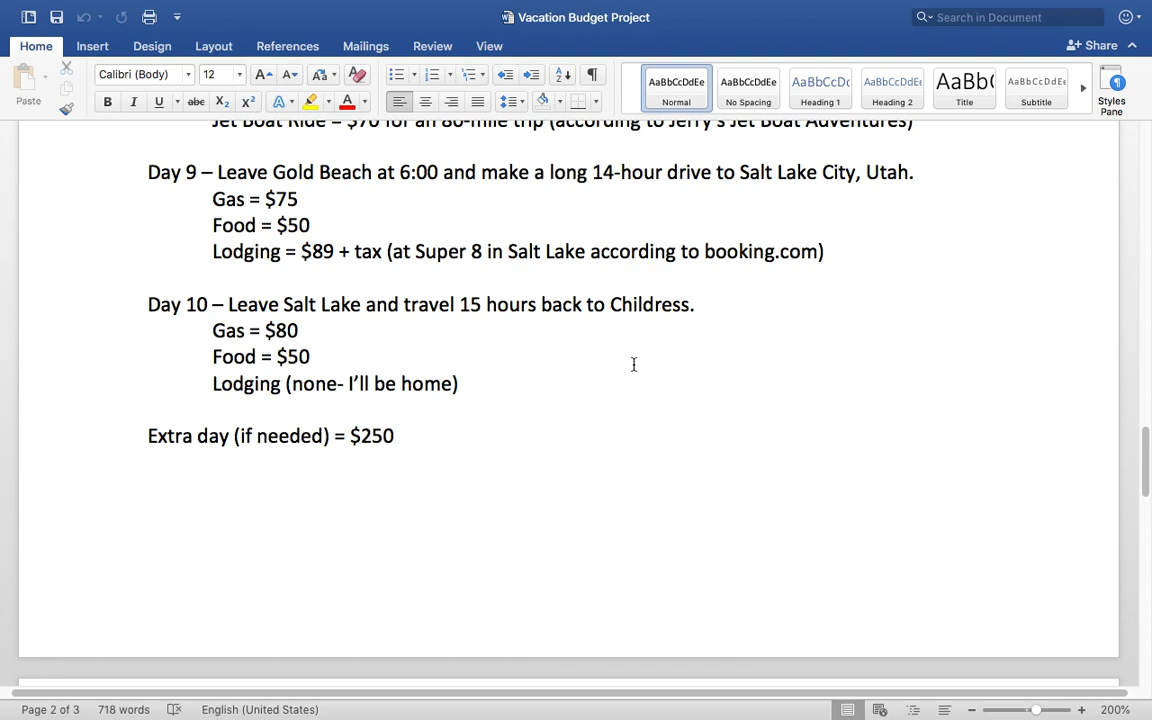 Vacation Budget Project
Search in Document
Home Insert Design Layout References Mailings Review View
Share
Paste
Calibri (Body) 12
AaBbCcDdEe AaBbCcDdEe AaBbCcDc AaBbCcDdEe AaBb( AaBbCcDdEe
Normal No Spacing Heading 1 Heading 2 Title Subtitle
Styles
Pane
Jet Boat Ride = $70 for an 80-mile trip (according to Jerry's Jet Boat Adventures)
Day 9 – Leave Gold Beach at 6:00 and make a long 14-hour drive to Salt Lake City, Utah.
Gas = $75
Food = $50
Lodging = $89 + tax (at Super 8 in Salt Lake according to booking.com)
Day 10 – Leave Salt Lake and travel 15 hours back to Childress.
Gas = $80
Food = $50
Lodging (none- I'll be home)
Extra day (if needed) = $250
Page 2 of 3 718 words English (United States) 200%